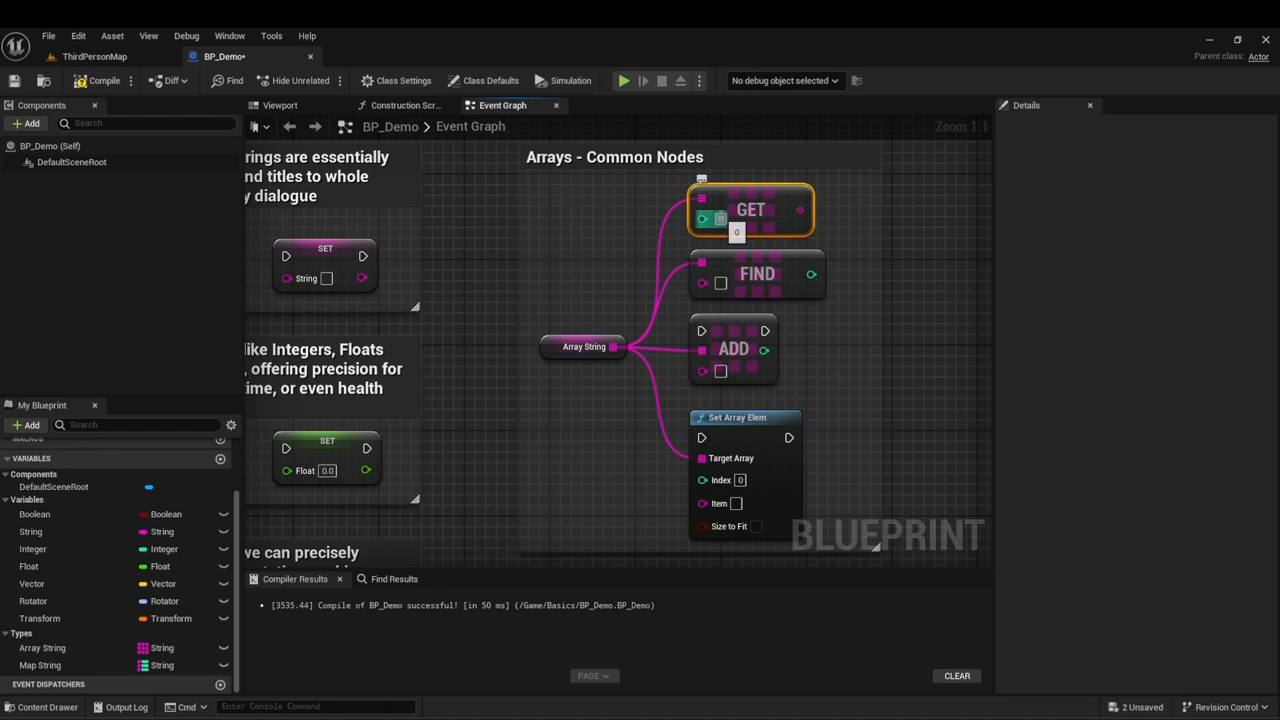 File Edit Asset View Debug Window Tools Help
ThirdPersonMap BP_Demo•
Parent class: Actor
Compile Diff Find Hide Unrelated Class Settings Class Defaults Simulation No debug object selected
Components
Viewport Construction Scr... Event Graph
Details
Add Search
BP_Demo > Event Graph
Zoom 1:1
BP_Demo (Self)
DefaultSceneRoot
rings are essentially
nd titles to whole
y dialogue
SET
String
like Integers, Floats
, offering precision for
time, or even health
SET
Float 0.0
we can precisely
Arrays - Common Nodes
GET
0
FIND
Array String
ADD
Set Array Elem
Target Array
Index 0
Item
Size to Fit
BLUEPRINT
My Blueprint
Add Search
VARIABLES
Components
DefaultSceneRoot
Variables
Boolean Boolean
String String
Integer Integer
Float Float
Vector Vector
Rotator Rotator
Transform Transform
Types
Array String String
Map String String
EVENT DISPATCHERS
Compiler Results Find Results
[3535.44] Compile of BP_Demo successful! [in 50 ms] (/Game/Basics/BP_Demo.BP_Demo)
PAGE
CLEAR
Content Drawer Output Log Cmd Enter Console Command
2 Unsaved Revision Control